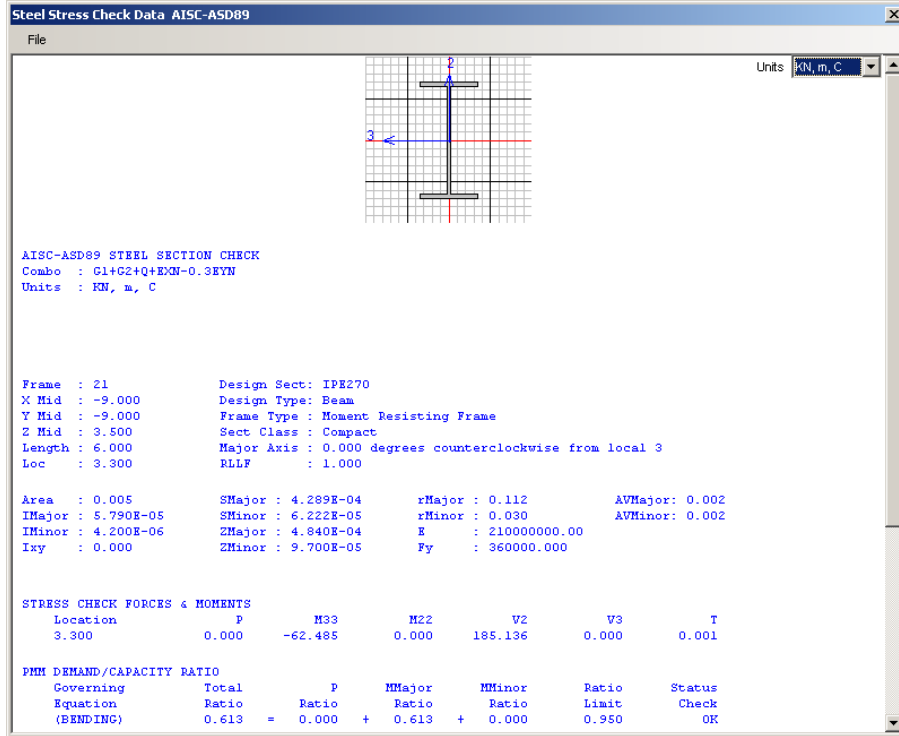 Steel Stress Check Data AISC-ASD89
File
Units KN, m, C
2
3
AISC-ASD89 STEEL SECTION CHECK
Combo : G1+G2+Q+EXN-0.3EYN
Units : KN, m, C
Frame : 21 Design Sect: IPE270
X Mid : -9.000 Design Type: Beam
Y Mid : -9.000 Frame Type : Moment Resisting Frame
Z Mid : 3.500 Sect Class : Compact
Length : 6.000 Major Axis : 0.000 degrees counterclockwise from local 3
Loc : 3.300 RLLF : 1.000
Area : 0.005 SMajor : 4.289E-04 rMajor : 0.112 AVMajor: 0.002
IMajor : 5.790E-05 SMinor : 6.222E-05 rMinor : 0.030 AVMinor: 0.002
IMinor : 4.200E-06 ZMajor : 4.840E-04 E : 210000000.00
Ixy : 0.000 ZMinor : 9.700E-05 Fy : 360000.000
STRESS CHECK FORCES & MOMENTS
Location P M33 M22 V2 V3 T
3.300 0.000 -62.485 0.000 185.136 0.000 0.001
PMM DEMAND/CAPACITY RATIO
Governing Total P MMajor MMinor Ratio Status
Equation Ratio Ratio Ratio Ratio Limit Check
(BENDING) 0.613 = 0.000 + 0.613 + 0.000 0.950 OK